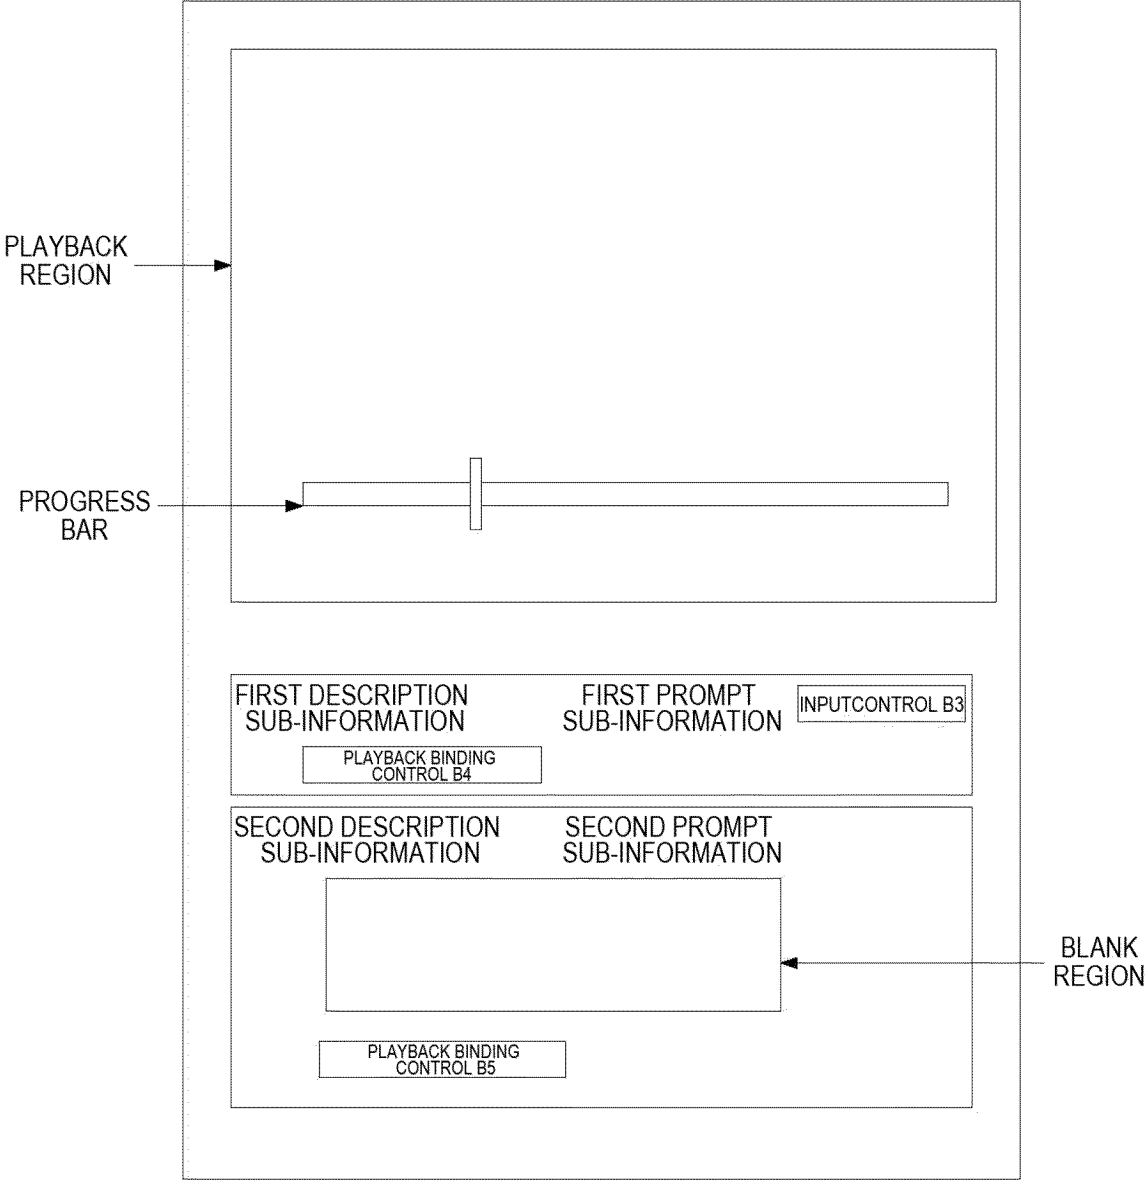 PLAYBACK
REGION
PROGRESS
BAR
FIRST DESCRIPTION
SUB-INFORMATION
FIRST PROMPT
SUB-INFORMATION
INPUTCONTROL B3
PLAYBACK BINDING
CONTROL B4
SECOND DESCRIPTION
SUB-INFORMATION
SECOND PROMPT
SUB-INFORMATION
BLANK
REGION
PLAYBACK BINDING
CONTROL B5